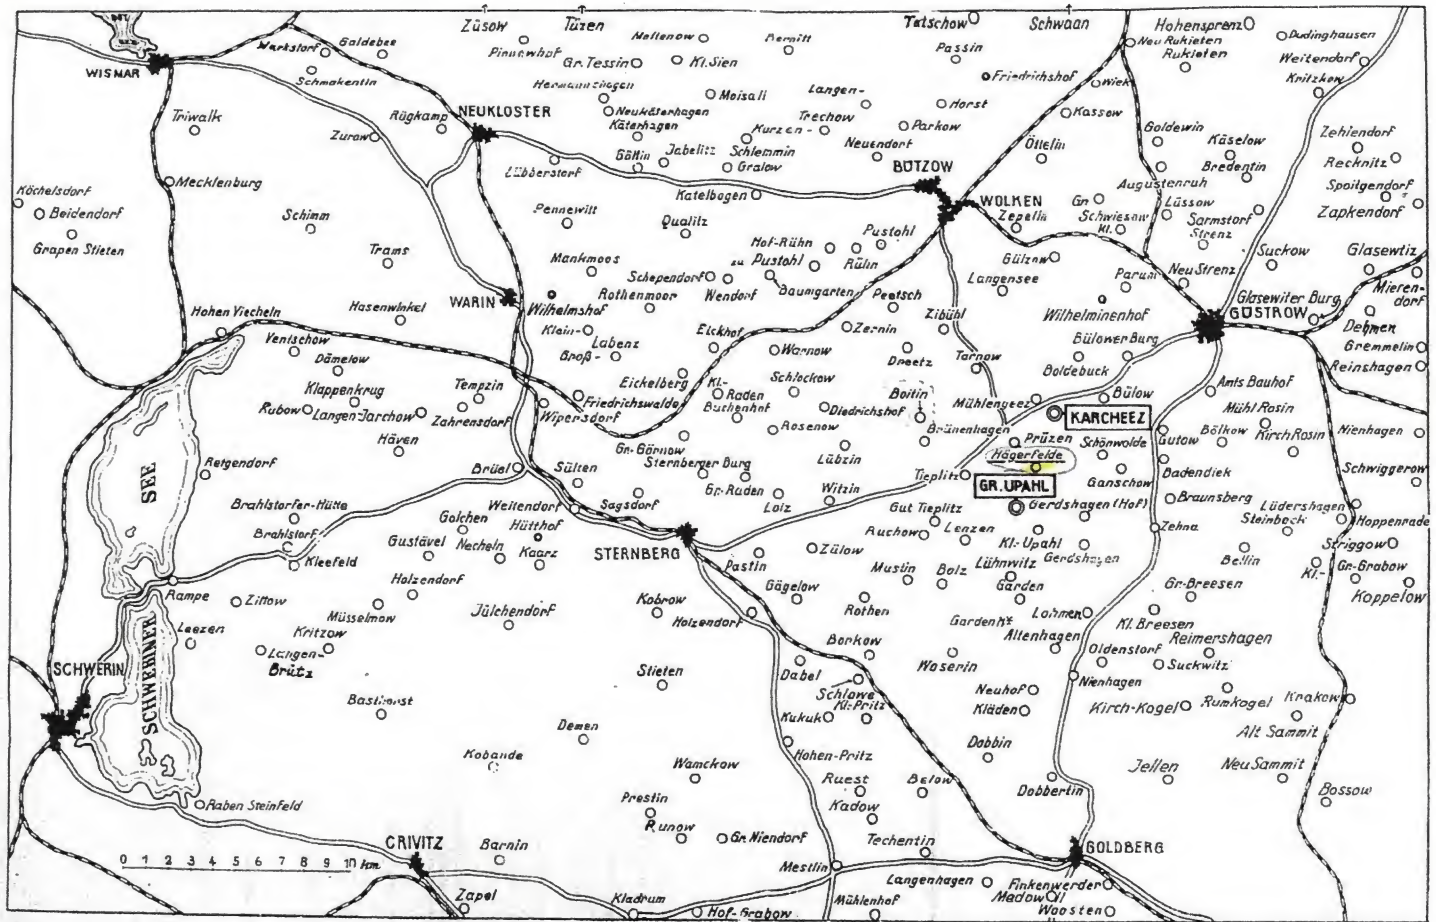 Züsow
Tüzen
Tatschow
Schwaan
Hohensprenz
Dudinghausen
WISMAR
Goldebee
Schmakentin
Gr. Tessin
Kl. Sien
Passin
Neu Rukieten
Rukieten
Weitendorf
Kritzkow
Friedrichshof
Wiek
Triwalk
Rügkamp
NEUKLOSTER
Neukäterhagen
Käterhagen
Moisall
Langen-
Trechow
Kurzen-
Horst
Parkow
Kassow
Goldewin
Käselow
Zehlendorf
Recknitz
Zurow
Lübberstorf
Göllin
Jabelitz
Schlemmin
Gralow
Neuendorf
BÜTZOW
Bredentin
Köchelsdorf
Beidendorf
Grapen Stieten
Mecklenburg
Schimm
Katelbogen
WOLKEN
Zepelin
Augustenruh
Gr.
Schwiesow
Kl.
Lüssow
Sarmstorf
Strenz
Zapkendorf
Pennewitt
Qualitz
Trams
Mankmoos
Hof-Rühn
zu
Pustohl
Pustohl
Rühn
Gülzow
Suckow
Glasewitz
Mieren-
dorf
Hasenwinkel
WARIN
Wilhelmshof
Schependorf
Rothenmoor
Wendorf
Baumgarten
Peetsch
Langensee
Parum
Neu Strenz
Glasewiter Burg
GÜSTROW
Dehmen
Hohen Viecheln
Klein-
Labenz
Groß-
Eickhof
Warnow
Zernin
Zibühl
Wilhelminenhof
Bülower Burg
Gremmelin
Reinshagen
Ventschow
Dämelow
Klappenkrug
Tempzin
Eickelberg
Kl.-
Raden
Schlockow
Dreetz
Tarnow
Boldebuck
Bülow
Amts Bauhof
Rubow
Langen Jarchow
Zahrensdorf
Wipersdorf
Friedrichswalde
Buchenhof
Diedrichshof
Boitin
Mühlengeez
KARCHEEZ
Mühl Rosin
Häven
Gr. Görnow
Rosenow
Brünenhagen
Prüzen
Schönwolde
Gutow
Bölkow
Kirch Rosin
Nienhagen
Retgendorf
Brüel
Sülten
Sternberger Burg
Lübzin
Hägerfelde
Badendiek
Schwiggerow
SEE
Gr. Raden
Loiz
Witzin
Tieplitz
GR. UPAHL
Ganschow
Brahlstorfer-Hütte
Brahlstorf
Kleefeld
Golchen
Gustävel
Necheln
Weitendorf
Hütthof
Kaarz
Sagsdorf
STERNBERG
Gut Tieplitz
Gerdshagen (Hof)
Braunsberg
Lüdershagen
Steinbeck
Hoppenrade
Ruchow
Lenzen
Kl.-Upahl
Gerdshagen
Zehna
Bellin
Striggow
Kl.-
Gr-Grabow
Koppelow
Holzendorf
Pastin
Zülow
Mustin
Bolz
Lühnwitz
Garden
Gr-Breesen
Rampe
Zittow
Müsselmow
Jülchendorf
Kobrow
Gägelow
Rothen
Lohmen
Kl. Breesen
Leezen
Kritzow
Langen-
Brütz
Holzendorf
Borkow
Altenhagen
Reimershagen
Oldenstorf
Suckwitz
SCHWERIN
SCHWERINER
Stieten
Dabel
Woserin
Nienhagen
Schlowe
Neuhof
Kläden
Kirch-Kogel
Rumkogel
Krakow
Kukuk
Kl.-Pritz
Demen
Dobbin
Alt Sammit
Kobande
Hohen-Pritz
Wamckow
Ruest
Below
Dobbertin
Jellen
Neu Sammit
Bossow
Raben Steinfeld
Prestin
Runow
Kadow
CRIVITZ
Barnin
Gr. Niendorf
Techentin
GOLDBERG
0 1 2 3 4 5 6 7 8 9 10 km
Mestlin
Langenhagen
Finkenwerder
Medow
Woosten
Zapel
Kladrum
Hof-Grabow
Mühlenhof